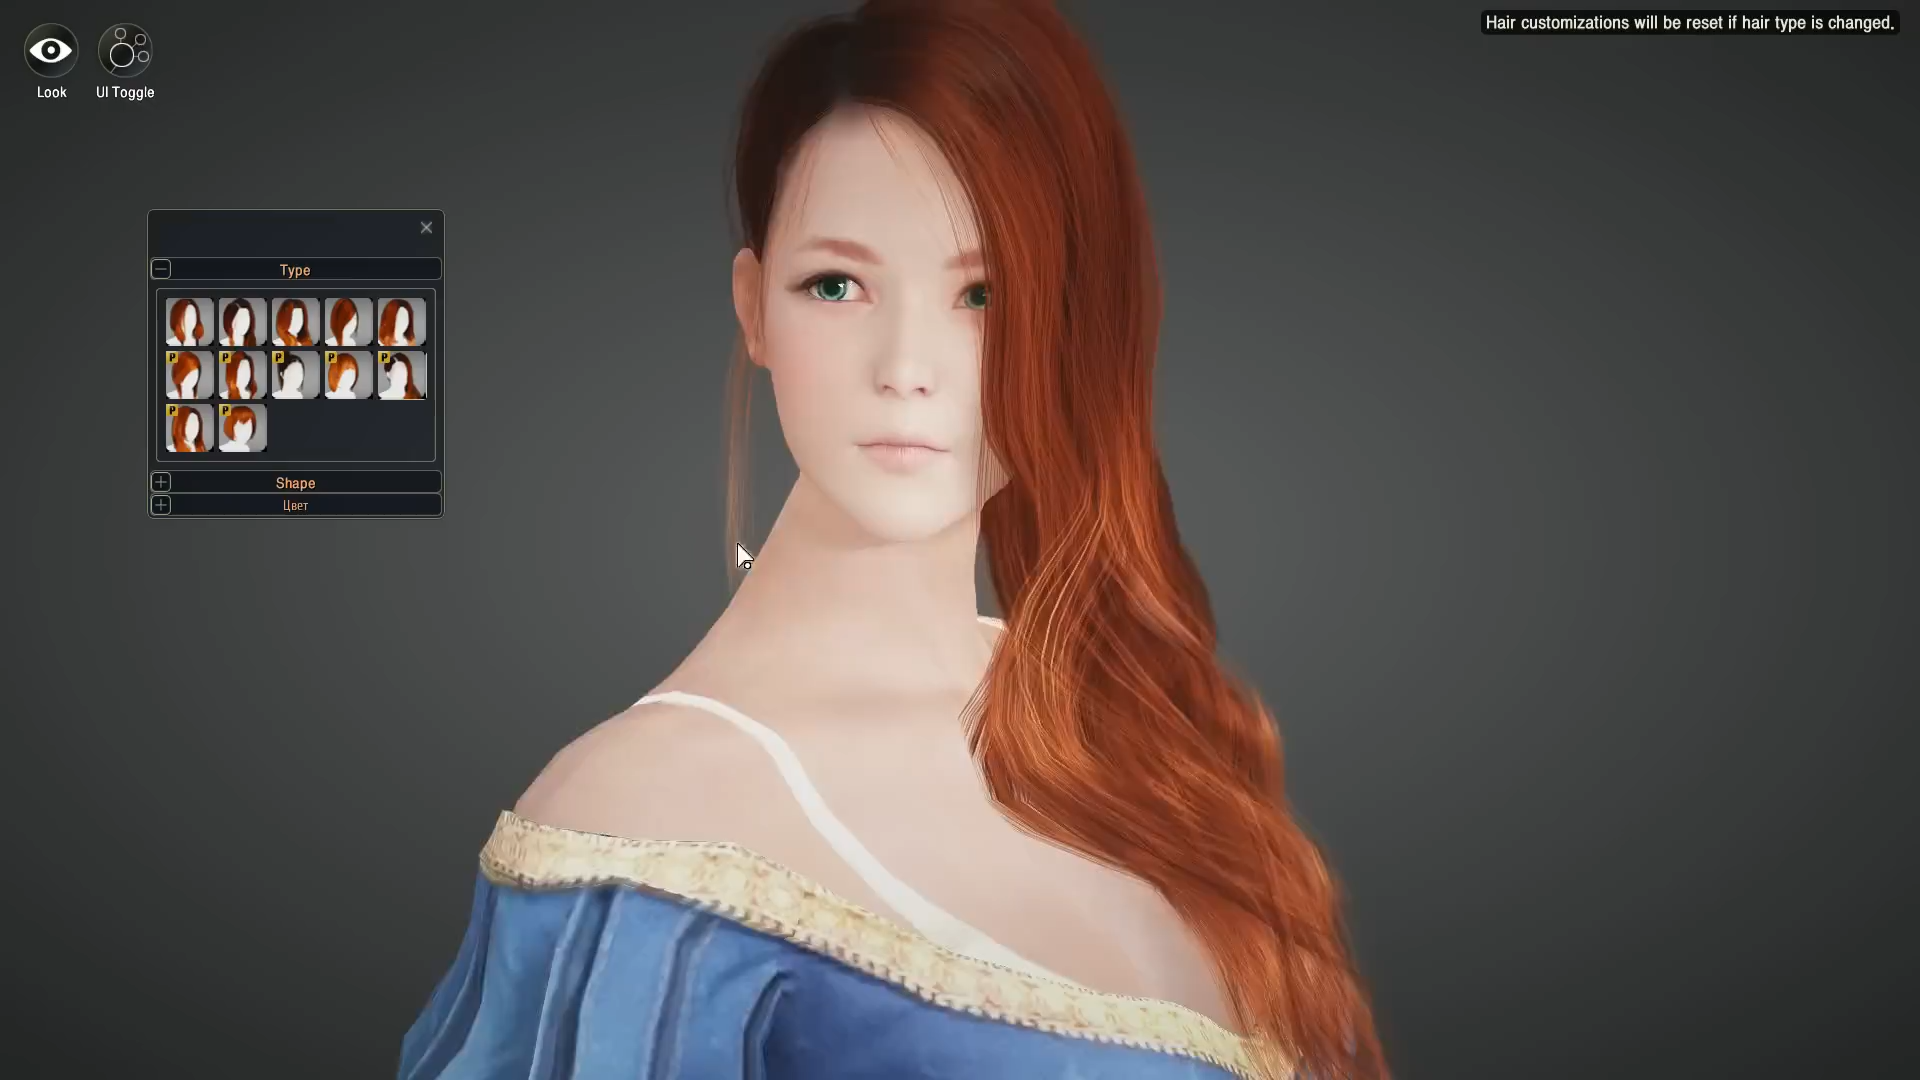 Hair customizations will be reset if hair type is changed.
Look
UI Toggle
Type
P
P
P
P
P
P
P
Shape
Цвет